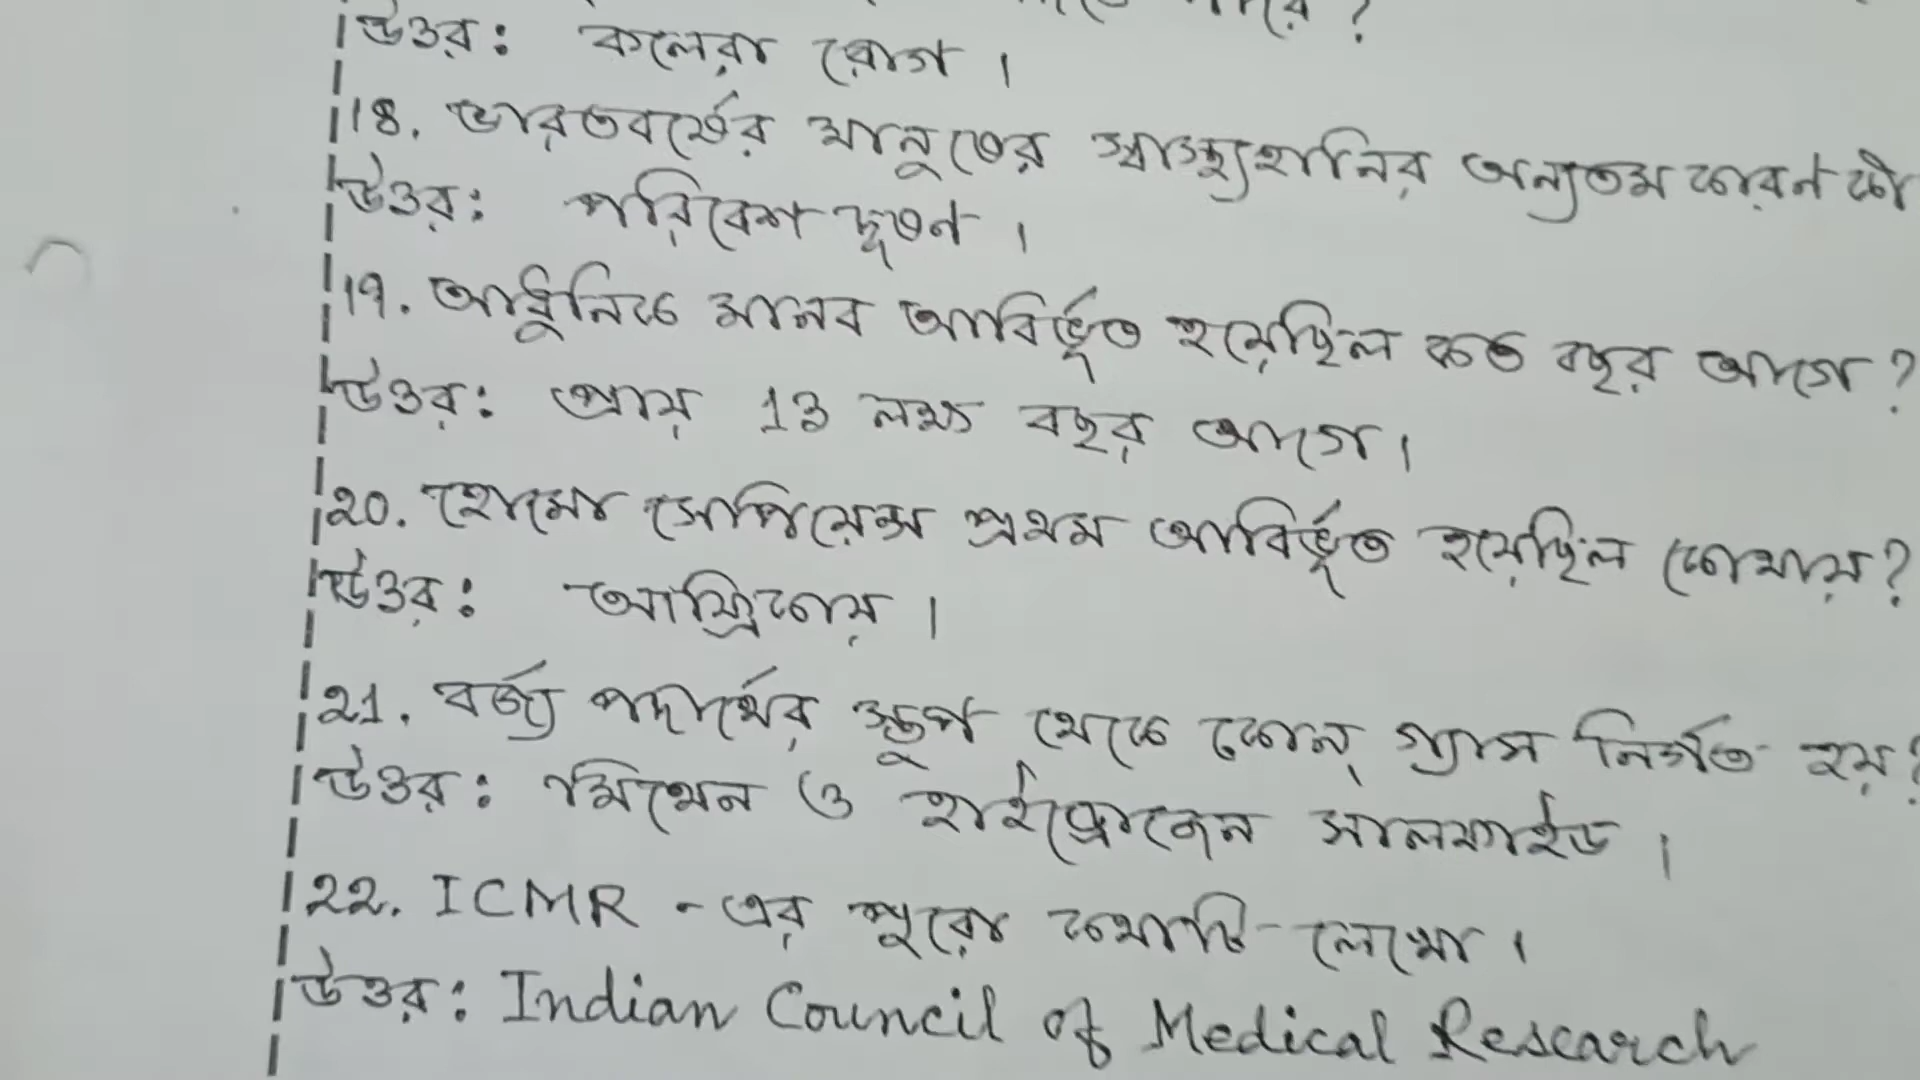 পারে ?
উত্তর : কলেরা রোগ ।
18. ভারতবর্ষের মানুষের স্বাস্থ্যহানির অন্যতম কারন কী
উত্তর : পরিবেশ দূষণ ।
19. আধুনিক মানব আবির্ভূত হয়েছিল কত বছর আগে ?
উত্তর : প্রায় 13 লক্ষ বছর আগে ।
20. হোমো সেপিয়েন্স প্রথম আবির্ভূত হয়েছিল কোথায় ?
উত্তর : আফ্রিকায় ।
21. বর্জ্য পদার্থের স্তূপ থেকে কোন্ গ্যাস নির্গত হয় ?
উত্তর : মিথেন ও হাইড্রোজেন সালফাইড ।
22. ICMR - এর পুরো কথাটি লেখো ।
উত্তর : Indian Council of Medical Research